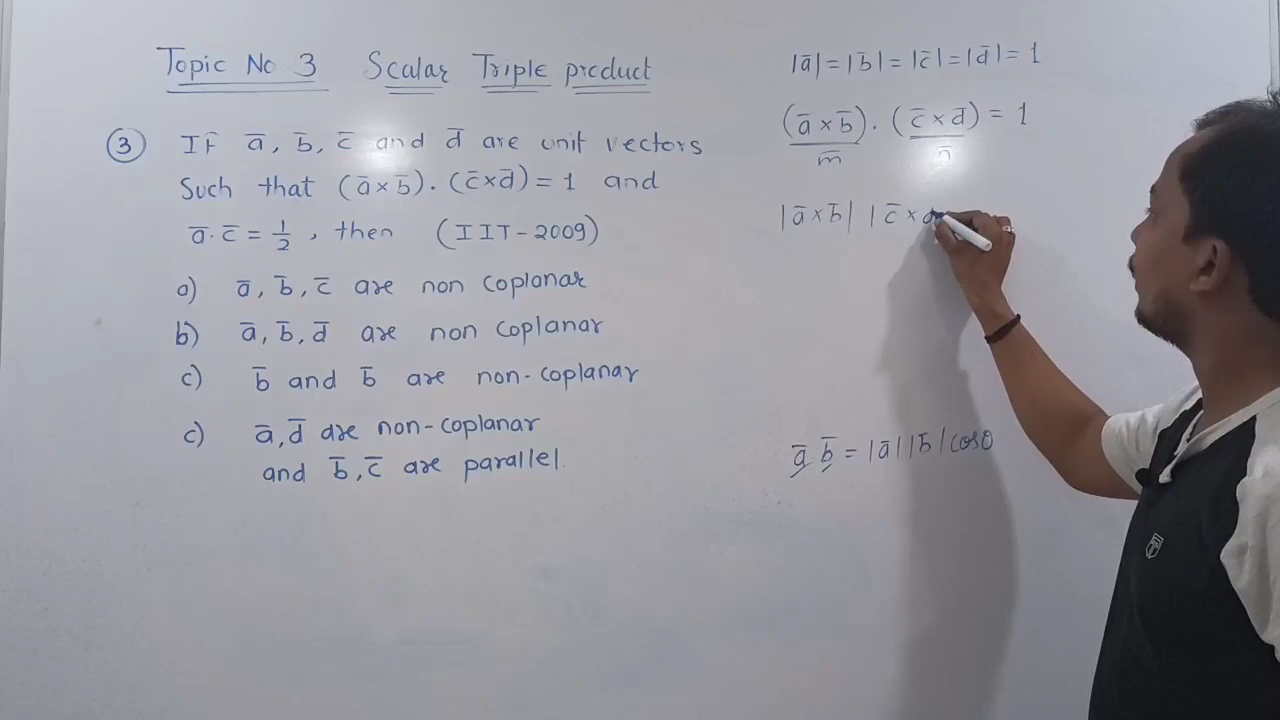 Topic No 3 Scalar Triple product
③ IF a̅, b̅, c̅ and d̅ are unit vectors
Such that (a̅ × b̅) . (c̅ × d̅) = 1 and
a̅ . c̅ = 1/2 , then (IIT - 2009)
a) a̅, b̅, c̅ are non coplanar
b) a̅, b̅, d̅ are non coplanar
c) b̅ and b̅ are non-coplanar
c) a̅, d̅ are non-coplanar
and b̅, c̅ are parallel.
|a̅| = |b̅| = |c̅| = |d̅| = 1
(a̅ × b̅) . (c̅ × d̅) = 1
m̅ n̅
|a̅ × b̅| |c̅ × d
a̅ b̅ = |a̅| |b̅| cosθ